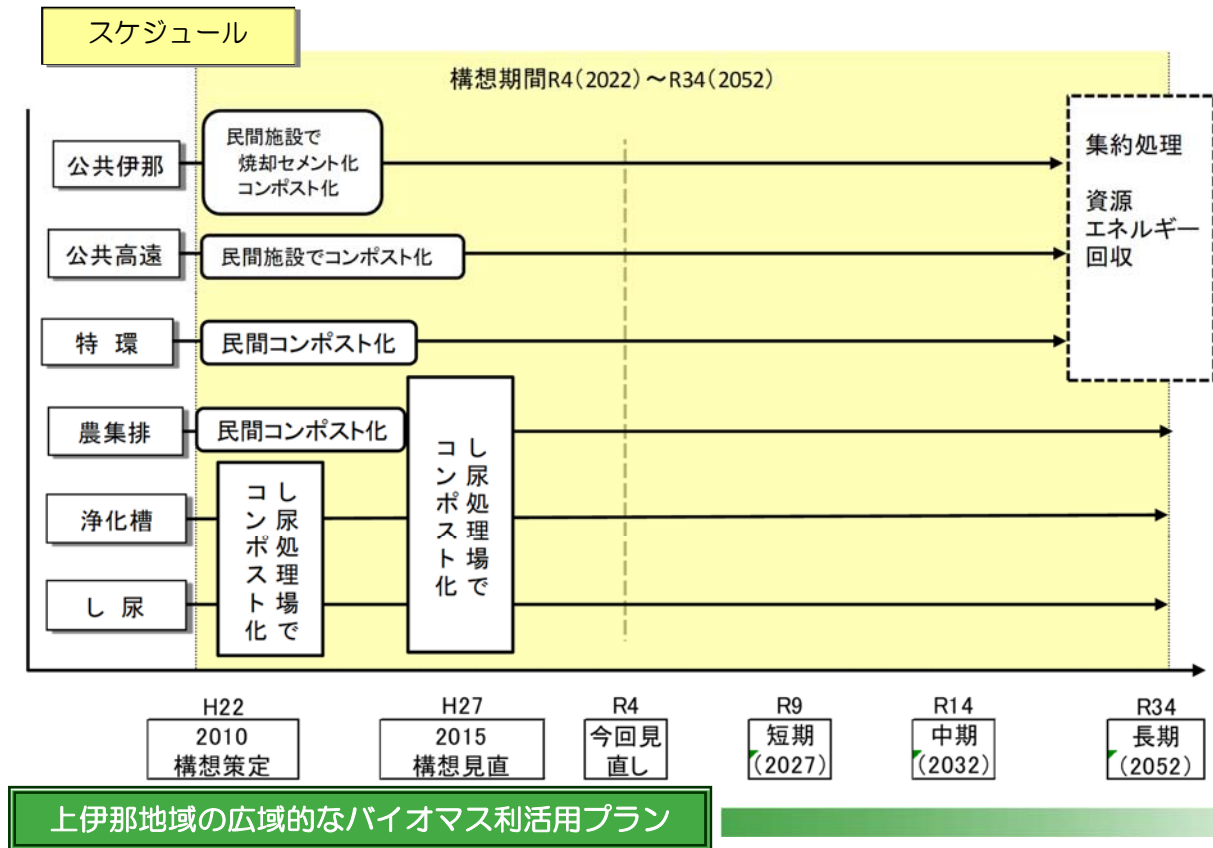 スケジュール
構想期間R4(2022)～R34(2052)
公共伊那
民間施設で
焼却セメント化
コンポスト化
集約処理
資源
エネルギー
回収
公共高遠
民間施設でコンポスト化
特 環
民間コンポスト化
農集排
民間コンポスト化
し尿処理場で
コンポスト化
浄化槽
し尿処理場で
コンポスト化
し 尿
H22
2010
構想策定
H27
2015
構想見直
R4
今回見
直し
R9
短期
(2027)
R14
中期
(2032)
R34
長期
(2052)
上伊那地域の広域的なバイオマス利活用プラン